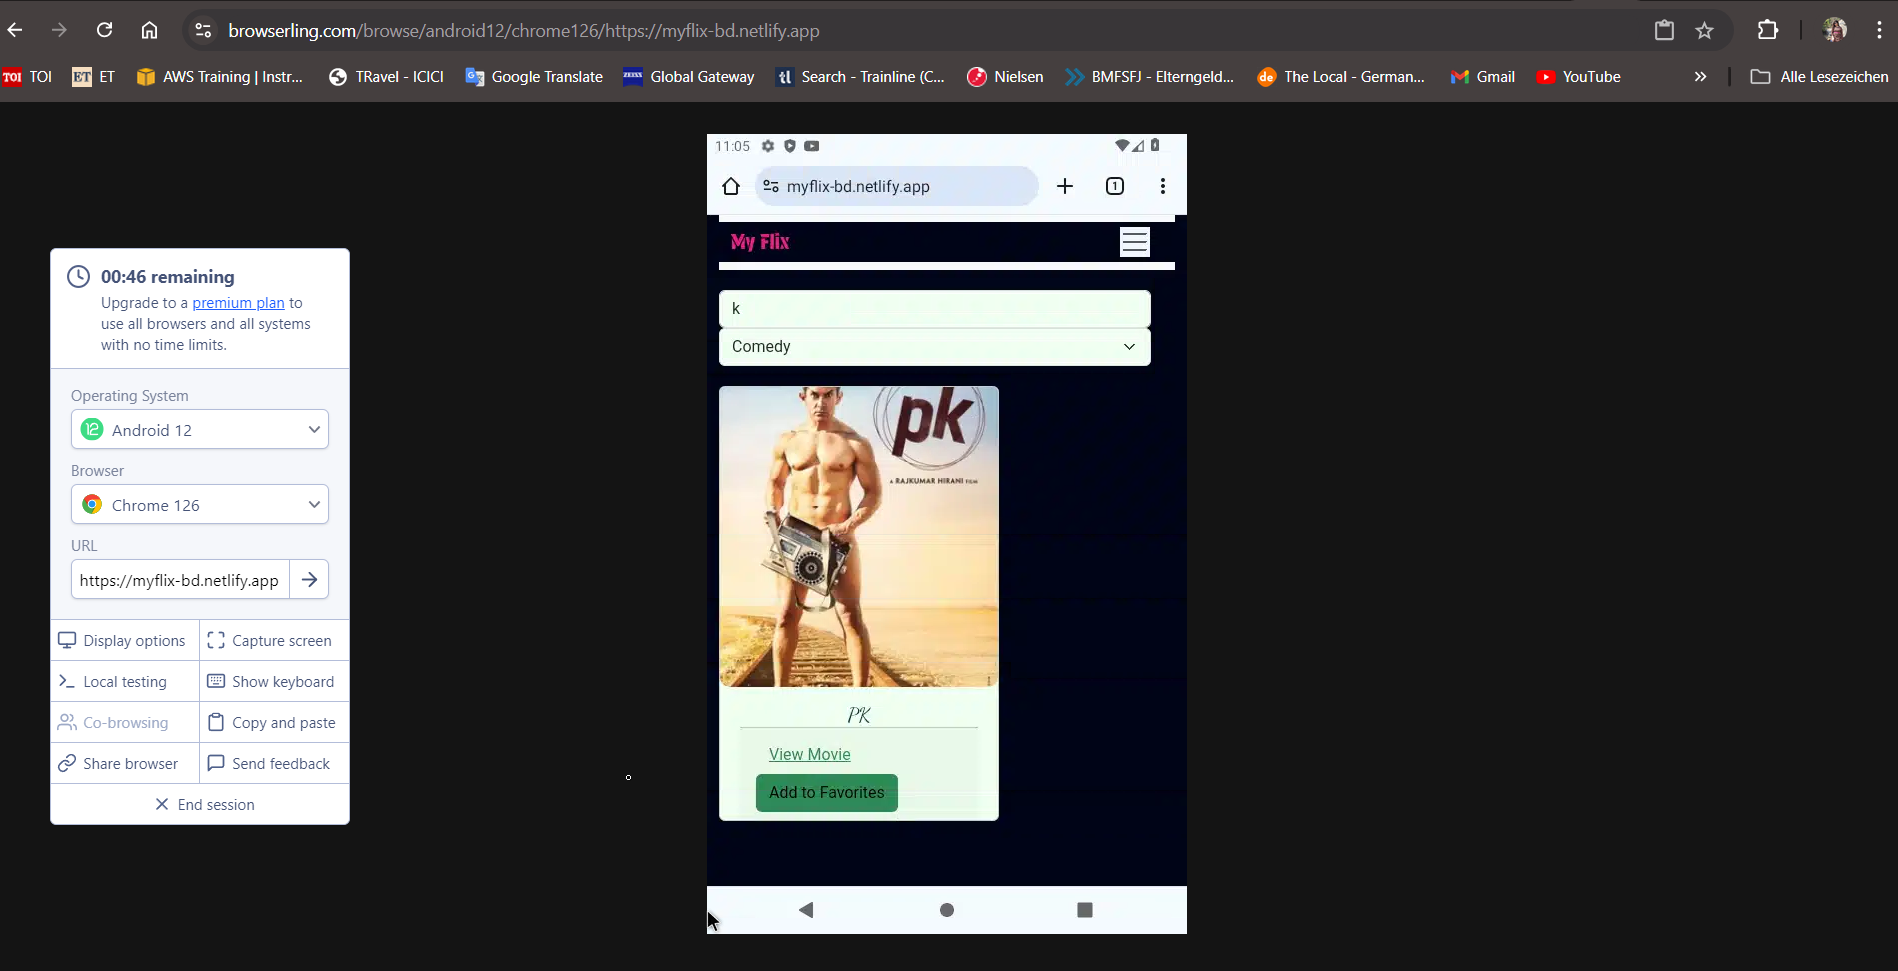 browserling.com/browse/android12/chrome126/https://myflix-bd.netlify.app
TOI TOI ET ET AWS Training | Instr... TRavel - ICICI Google Translate ZEISS Global Gateway tl Search - Trainline (C... Nielsen BMFSFJ - Elterngeld... de The Local - German... Gmail YouTube » Alle Lesezeichen
11:05
myflix-bd.netlify.app 1
My Flix
k
Comedy
pk
A RAJKUMAR HIRANI FILM
PK
View Movie
Add to Favorites
00:46 remaining
Upgrade to a premium plan to
use all browsers and all systems
with no time limits.
Operating System
12 Android 12
Browser
Chrome 126
URL
https://myflix-bd.netlify.app
Display options Capture screen
Local testing Show keyboard
Co-browsing Copy and paste
Share browser Send feedback
End session